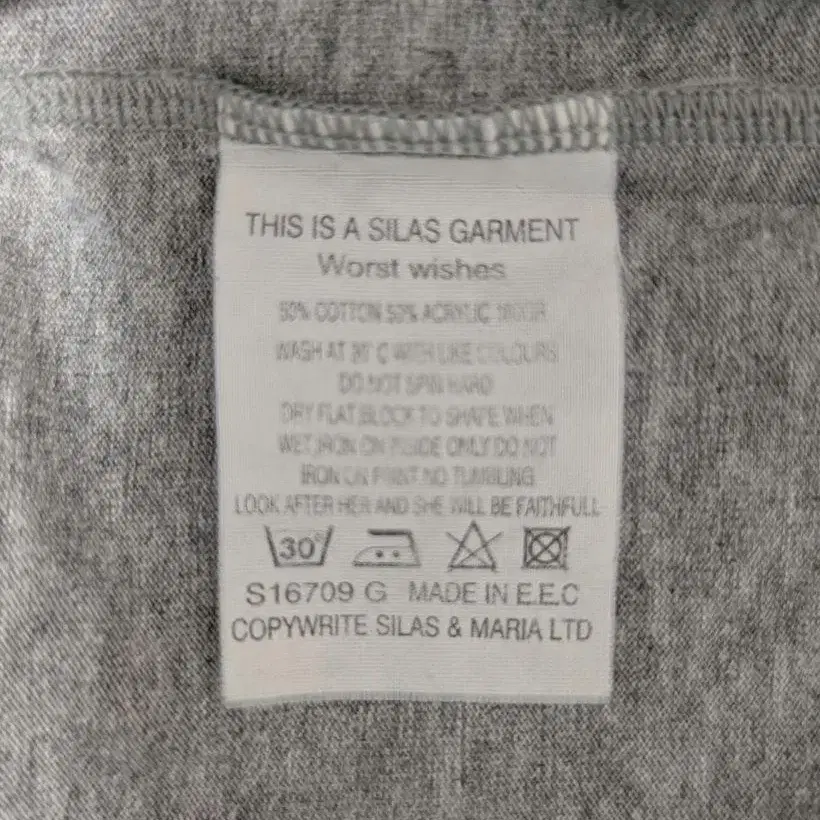 THIS IS A SILAS GARMENT
Worst wishes
50% COTTON 50% ACRYLIC
WASH AT 30° C WITH LIKE COLOURS
DO NOT SPIN HARD
DRY FLAT.BLOCK TO SHAPE WHEN
WET.IRON ON INSIDE ONLY.DO NOT
IRON ON PRINT NO TUMBLING
LOOK AFTER HER AND SHE WILL BE FAITHFULL
30°
S16709 G MADE IN E.E.C
COPYWRITE SILAS & MARIA LTD